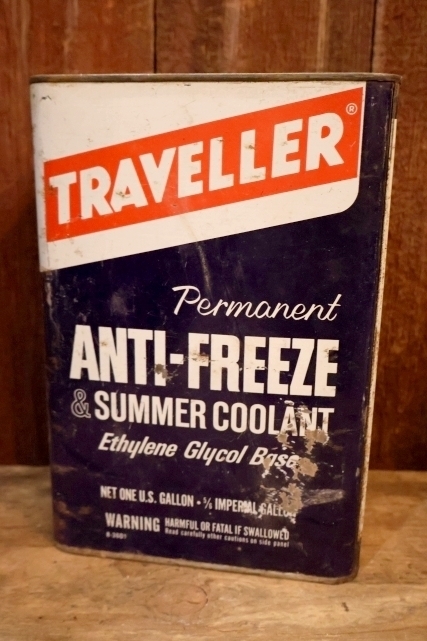 TRAVELLER®
Permanent
ANTI-FREEZE
& SUMMER COOLANT
Ethylene Glycol Base
NET ONE U.S. GALLON • ⅚ IMPERIAL GALLON
WARNING HARMFUL OR FATAL IF SWALLOWED
Read carefully other cautions on side panel